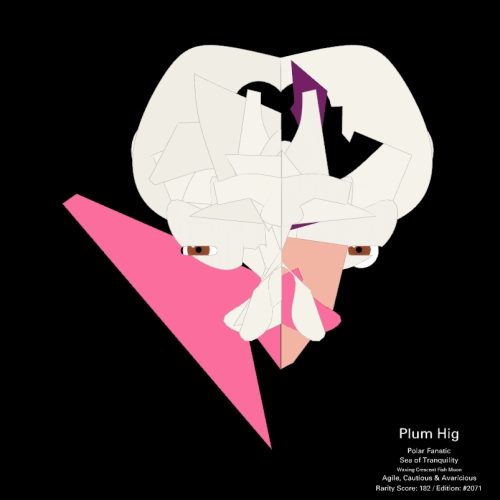 Plum Hig
Polar Fanatic
Sea of Tranquility
Waxing Crescent Fish Moon
Agile, Cautious & Avaricious
Rarity Score: 182 / Edition: #2071